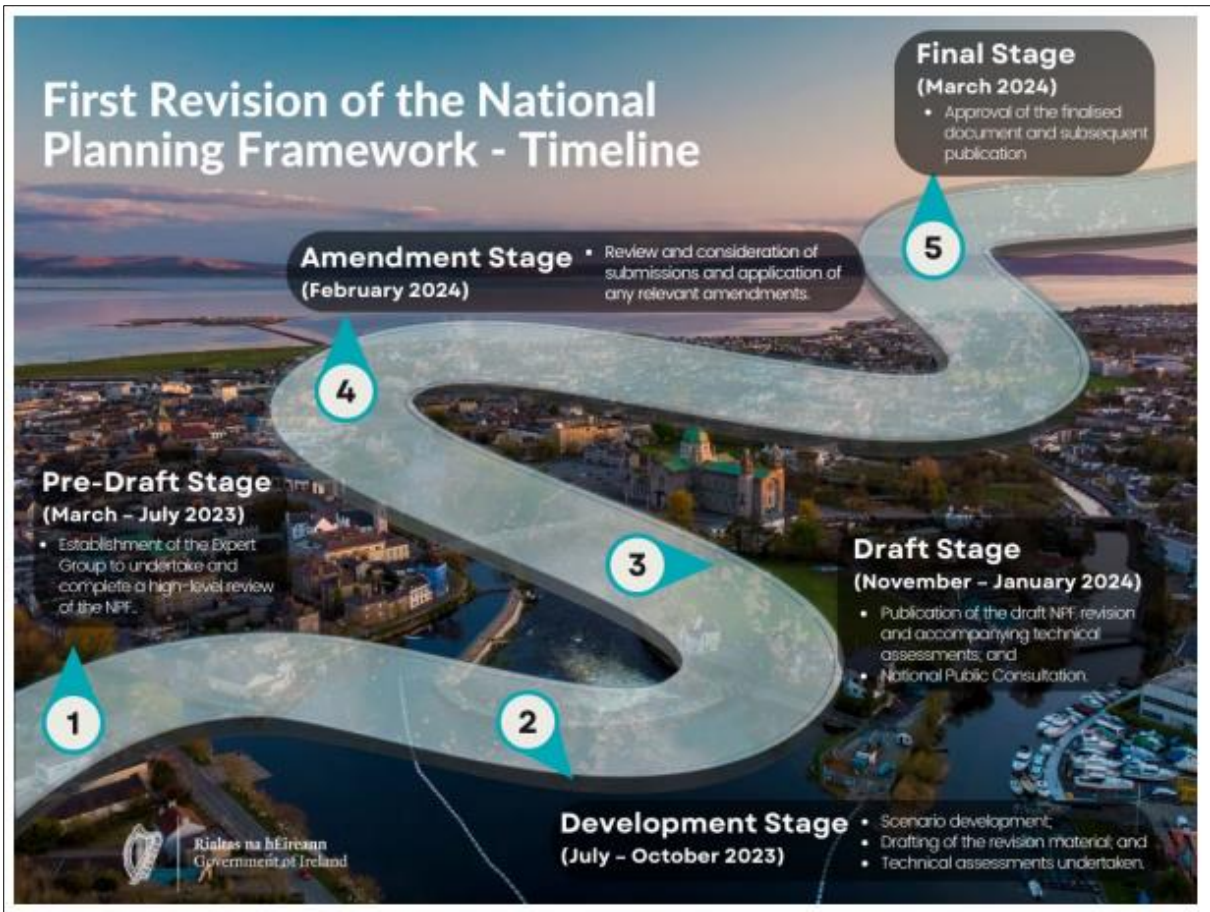 First Revision of the National
Planning Framework - Timeline
Final Stage
(March 2024)
• Approval of the finalised
document and subsequent
publication
5
Amendment Stage
(February 2024)
• Review and consideration of
submissions and application of
any relevant amendments.
4
Pre-Draft Stage
(March – July 2023)
• Establishment of the Expert
Group to undertake and
complete a high-level review
of the NPF.
3
Draft Stage
(November – January 2024)
• Publication of the draft NPF revision
and accompanying technical
assessments; and
• National Public Consultation.
1
2
Development Stage
(July – October 2023)
• Scenario development;
• Drafting of the revision material; and
• Technical assessments undertaken.
Rialtas na hÉireann
Government of Ireland